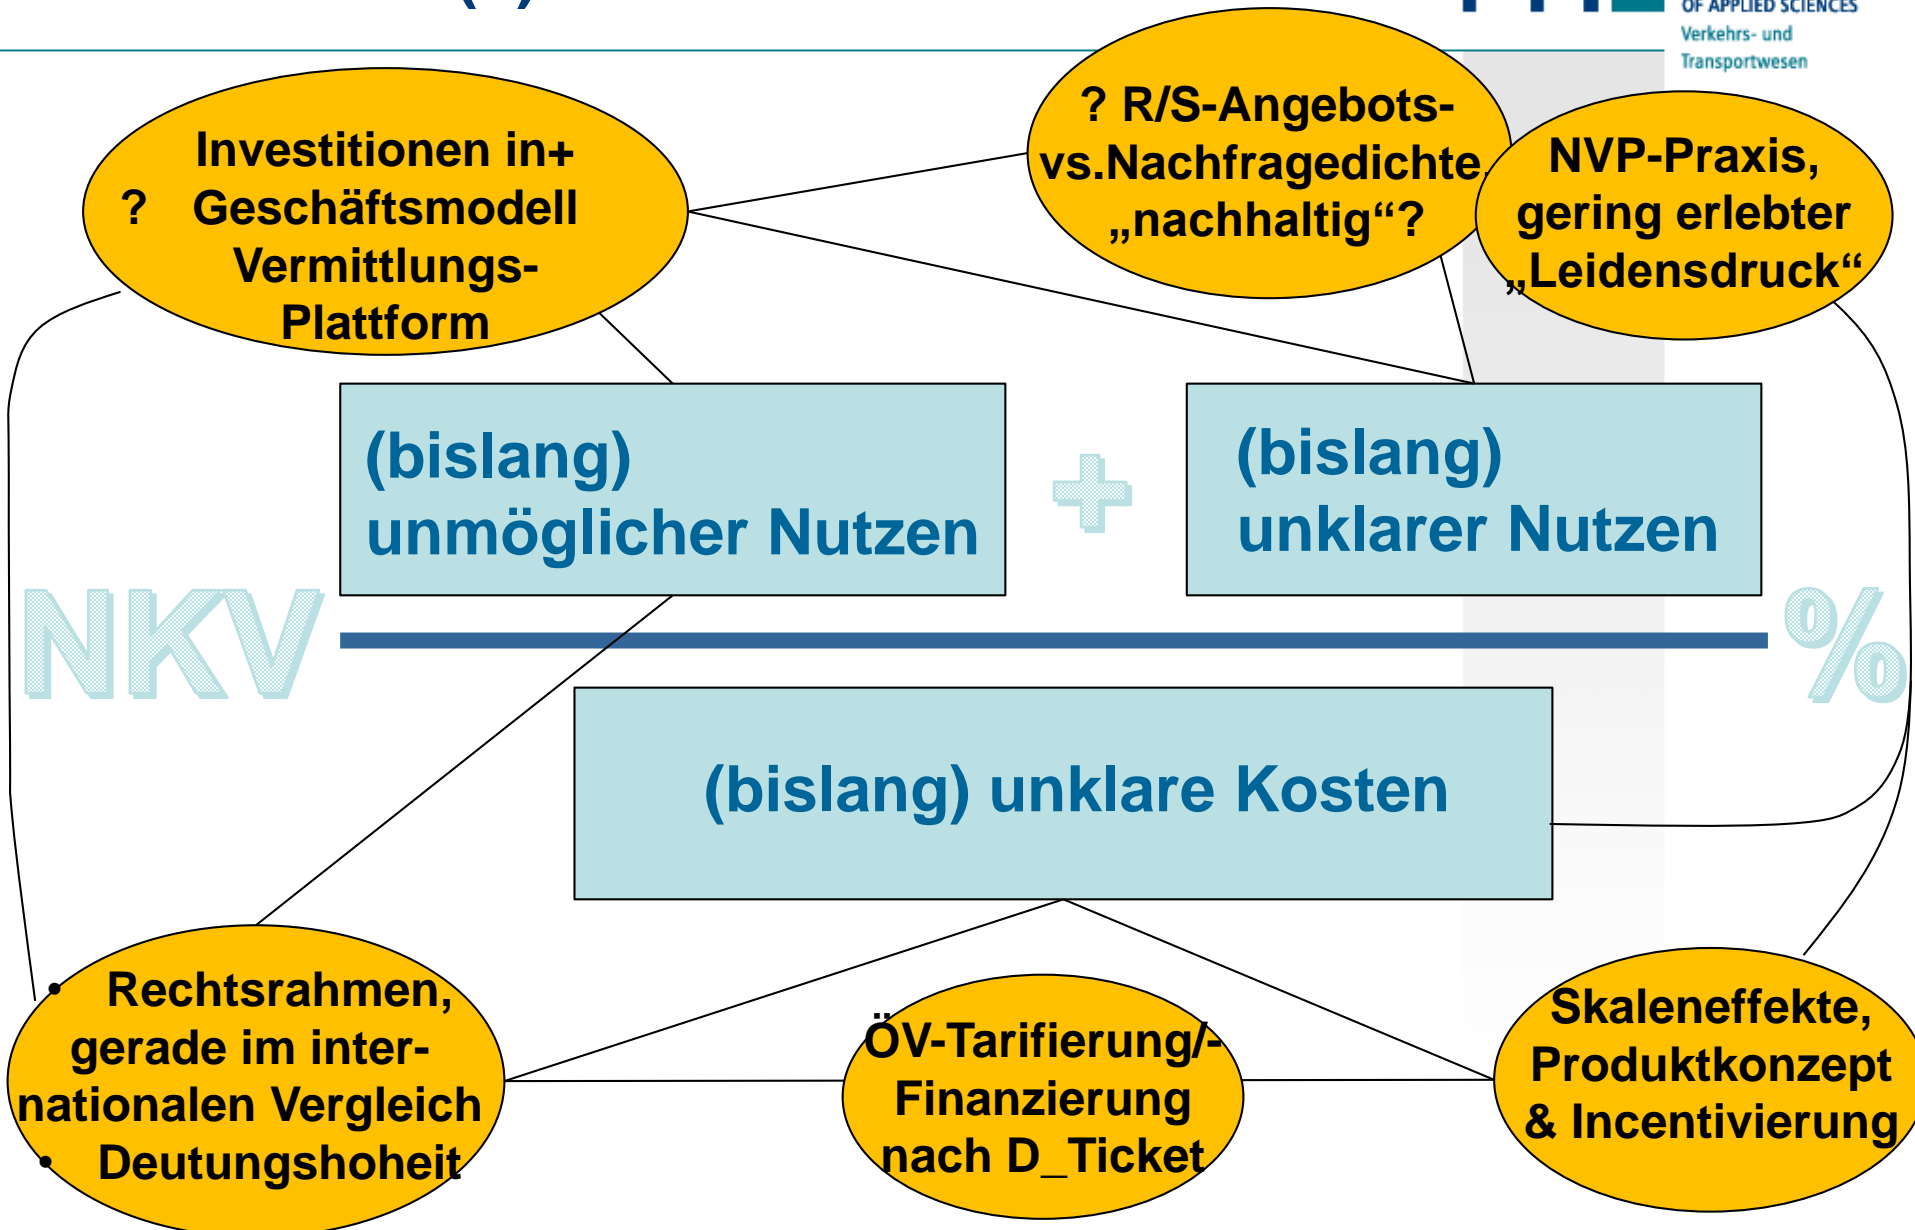 OF APPLIED SCIENCES
Verkehrs- und
Transportwesen
Investitionen in+
? Geschäftsmodell
Vermittlungs-
Plattform
? R/S-Angebots-
vs.Nachfragedichte,
„nachhaltig“?
NVP-Praxis,
gering erlebter
„Leidensdruck“
(bislang)
unmöglicher Nutzen
+
(bislang)
unklarer Nutzen
NKV
%
(bislang) unklare Kosten
• Rechtsrahmen,
gerade im inter-
nationalen Vergleich
• Deutungshoheit
ÖV-Tarifierung/-
Finanzierung
nach D_Ticket
Skaleneffekte,
Produktkonzept
& Incentivierung